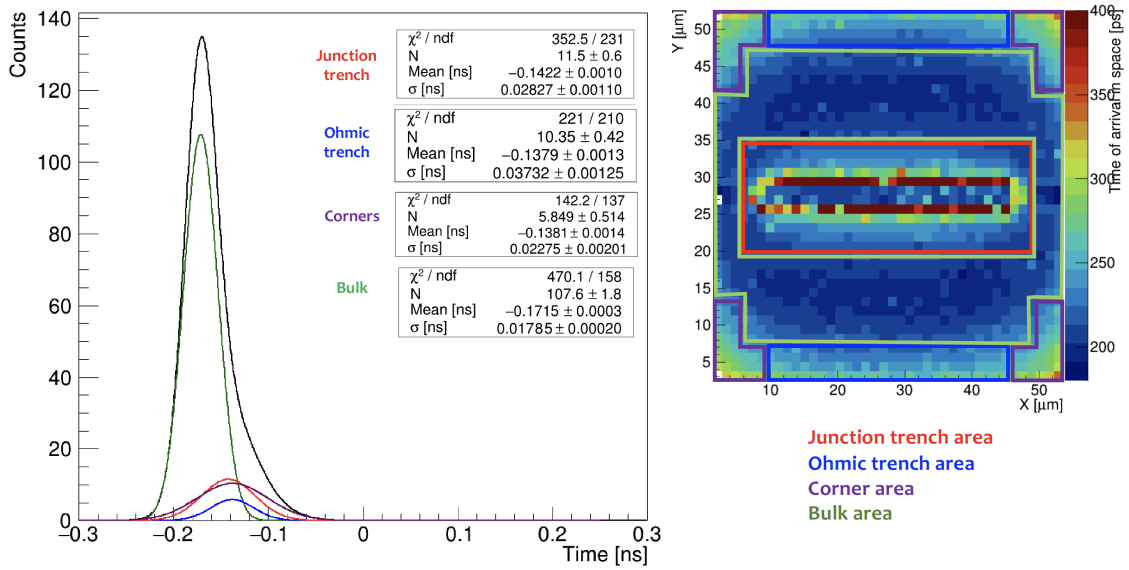 Counts
140
120
100
80
60
40
20
0
−0.3
−0.2
−0.1
0
0.1
0.2
0.3
Time [ns]
Junction
trench
χ² / ndf 352.5 / 231
N 11.5 ± 0.6
Mean [ns] −0.1422 ± 0.0010
σ [ns] 0.02827 ± 0.00110
Ohmic
trench
χ² / ndf 221 / 210
N 10.35 ± 0.42
Mean [ns] −0.1379 ± 0.0013
σ [ns] 0.03732 ± 0.00125
Corners
χ² / ndf 142.2 / 137
N 5.849 ± 0.514
Mean [ns] −0.1381 ± 0.0014
σ [ns] 0.02275 ± 0.00201
Bulk
χ² / ndf 470.1 / 158
N 107.6 ± 1.8
Mean [ns] −0.1715 ± 0.0003
σ [ns] 0.01785 ± 0.00020
Y [μm]
50
45
40
35
30
25
20
15
10
5
10
20
30
40
50
X [μm]
400
350
300
250
200
Time of arrival in space [ps]
Junction trench area
Ohmic trench area
Corner area
Bulk area